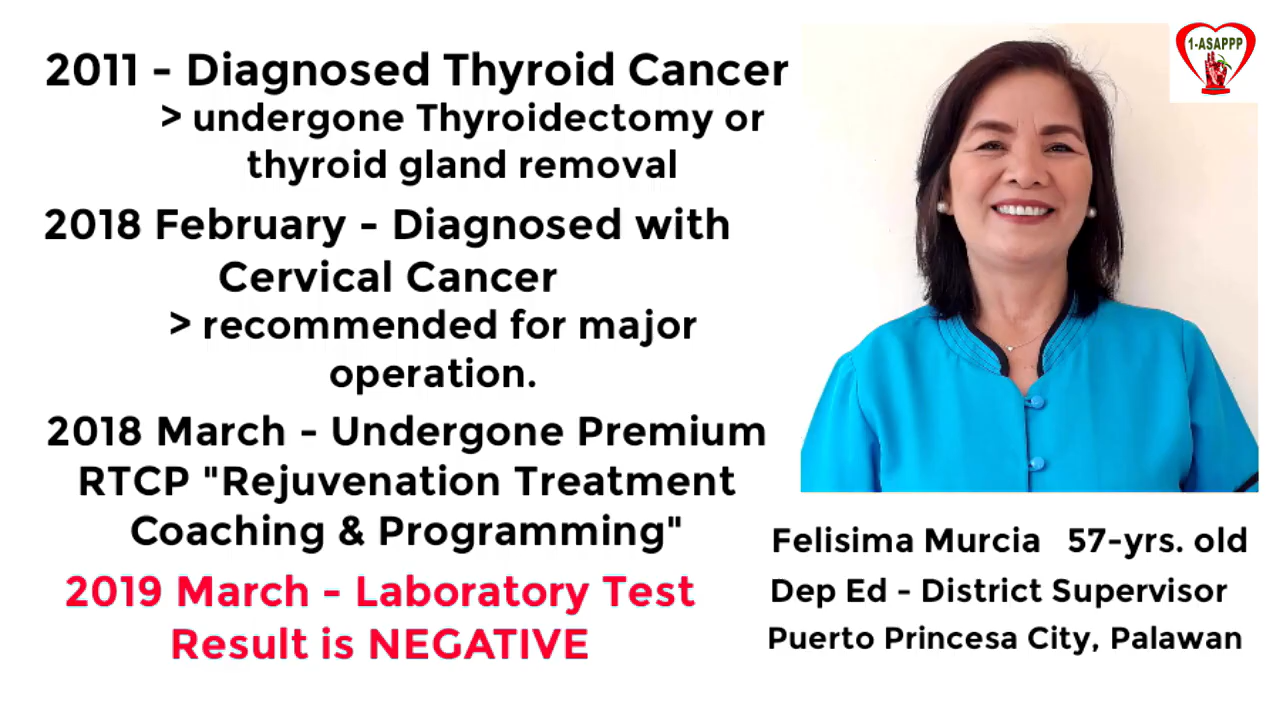 2011 - Diagnosed Thyroid Cancer
> undergone Thyroidectomy or
thyroid gland removal
2018 February - Diagnosed with
Cervical Cancer
> recommended for major
operation.
2018 March - Undergone Premium
RTCP "Rejuvenation Treatment
Coaching & Programming"
2019 March - Laboratory Test
Result is NEGATIVE
1-ASAPPP
Felisima Murcia 57-yrs. old
Dep Ed - District Supervisor
Puerto Princesa City, Palawan